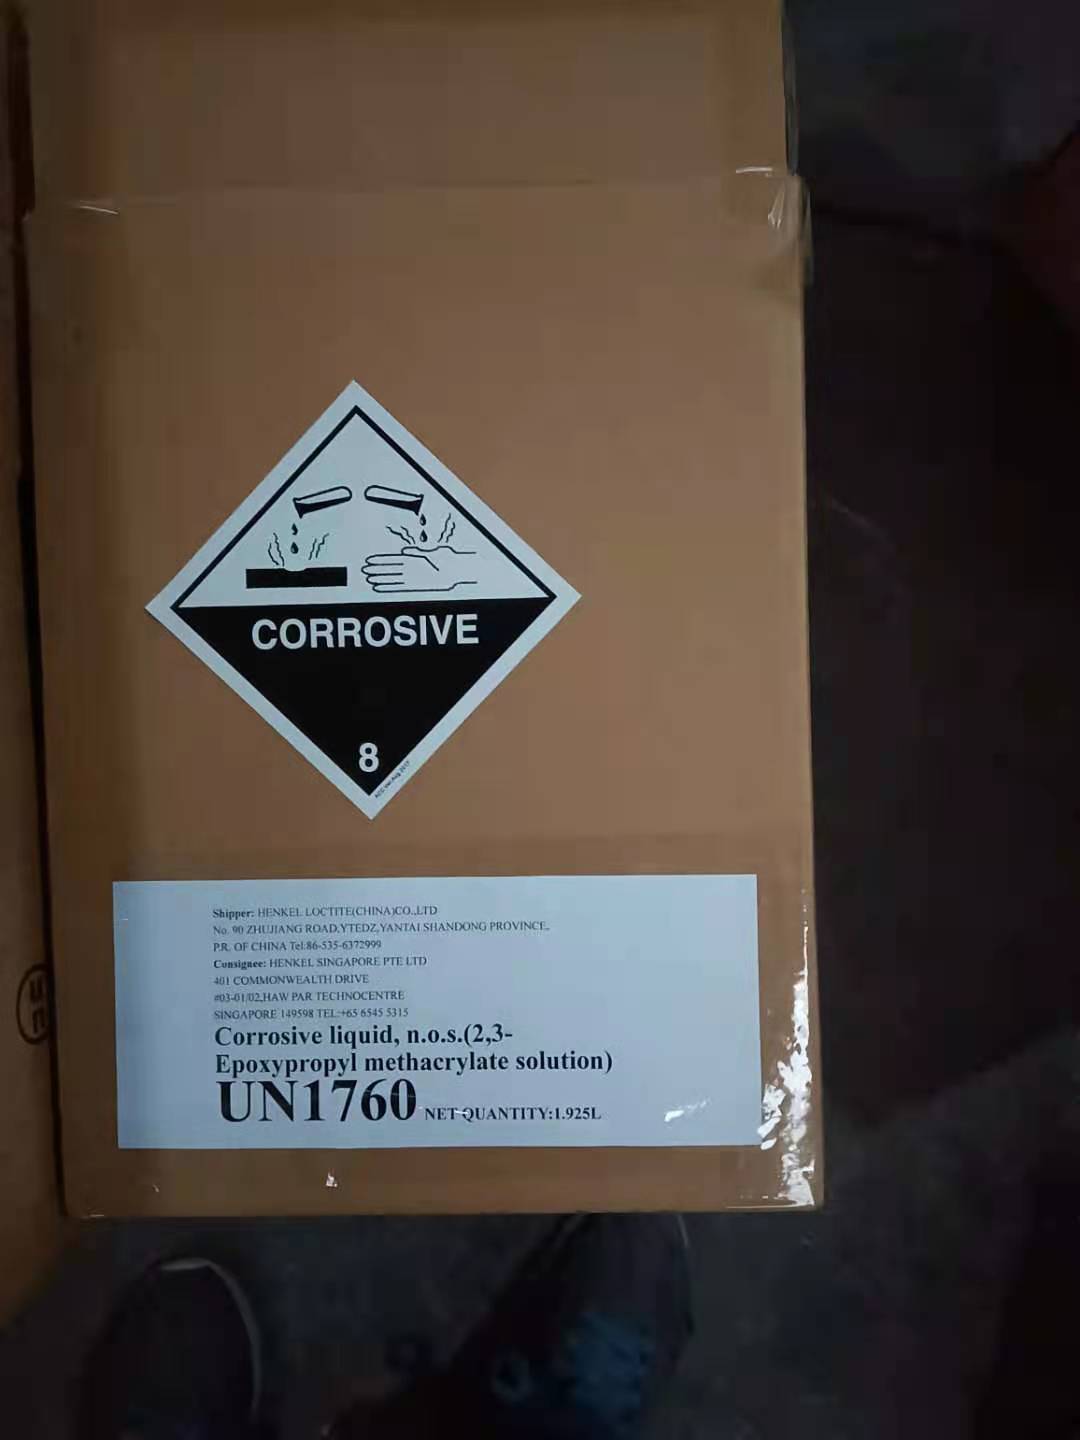 CORROSIVE
8
Shipper: HENKEL LOCTITE(CHINA)CO.,LTD
No. 90 ZHUJIANG ROAD,YTEDZ,YANTAI SHANDONG PROVINCE,
P.R. OF CHINA Tel:86-535-6372999
Consignee: HENKEL SINGAPORE PTE LTD
401 COMMONWEALTH DRIVE
#03-01/02,HAW PAR TECHNOCENTRE
SINGAPORE 149598 TEL:+65 6545 5315
Corrosive liquid, n.o.s.(2,3-
Epoxypropyl methacrylate solution)
UN1760 NET QUANTITY:1.925L